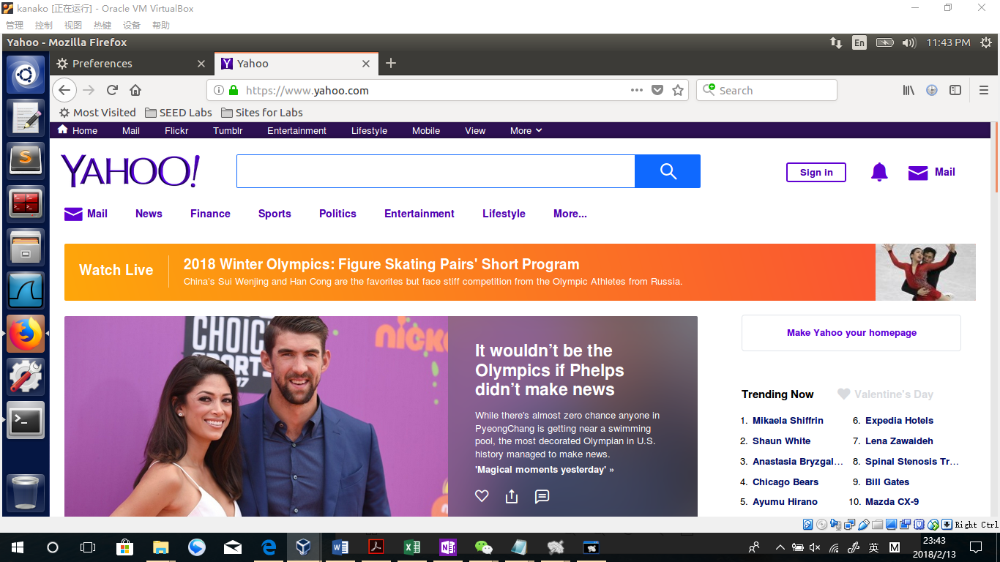 kanako [正在运行] - Oracle VM VirtualBox
管理 控制 视图 热键 设备 帮助
Yahoo - Mozilla Firefox
En
11:43 PM
Preferences
Yahoo
https://www.yahoo.com
Search
Most Visited
SEED Labs
Sites for Labs
Home Mail Flickr Tumblr Entertainment Lifestyle Mobile View More
YAHOO!
Sign in
Mail
Mail News Finance Sports Politics Entertainment Lifestyle More...
Watch Live
2018 Winter Olympics: Figure Skating Pairs' Short Program
China's Sui Wenjing and Han Cong are the favorites but face stiff competition from the Olympic Athletes from Russia.
CHOIC
SPORTS
17
nick
It wouldn’t be the
Olympics if Phelps
didn’t make news
While there's almost zero chance anyone in
PyeongChang is getting near a swimming
pool, the most decorated Olympian in U.S.
history managed to make news.
'Magical moments yesterday' »
Make Yahoo your homepage
Trending Now
Valentine's Day
1. Mikaela Shiffrin
2. Shaun White
3. Anastasia Bryzgal...
4. Chicago Bears
5. Ayumu Hirano
6. Expedia Hotels
7. Lena Zawaideh
8. Spinal Stenosis Tr...
9. Bill Gates
10. Mazda CX-9
Right Ctrl
英
M
23:43
2018/2/13